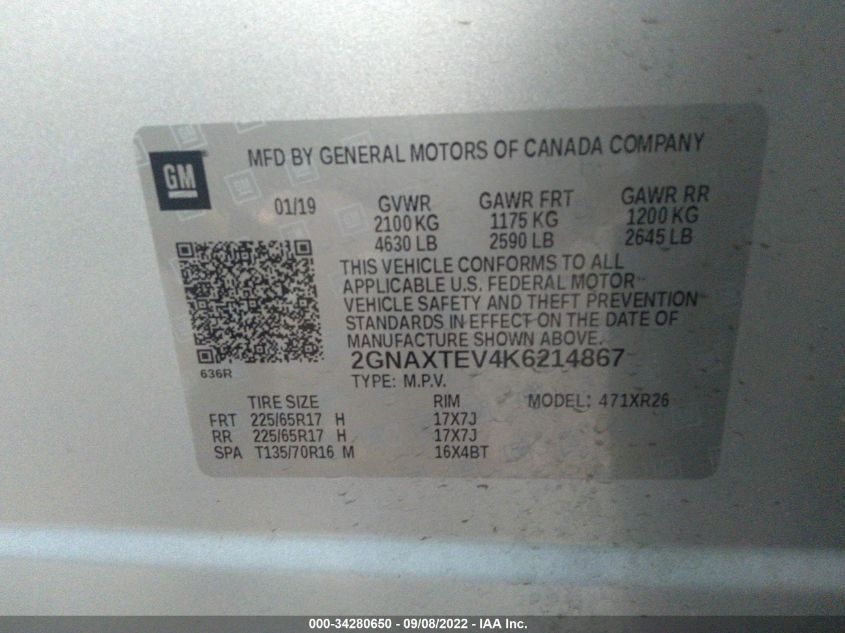 GM
MFD BY GENERAL MOTORS OF CANADA COMPANY
01/19 GVWR GAWR FRT GAWR RR
2100 KG 1175 KG 1200 KG
4630 LB 2590 LB 2645 LB
THIS VEHICLE CONFORMS TO ALL
APPLICABLE U.S. FEDERAL MOTOR
VEHICLE SAFETY AND THEFT PREVENTION
STANDARDS IN EFFECT ON THE DATE OF
MANUFACTURE SHOWN ABOVE.
636R
2GNAXTEV4K6214867
TYPE: M.P.V.
TIRE SIZE RIM MODEL: 471XR26
FRT 225/65R17 H 17X7J
RR 225/65R17 H 17X7J
SPA T135/70R16 M 16X4BT
000-34280650 - 09/08/2022 - IAA Inc.